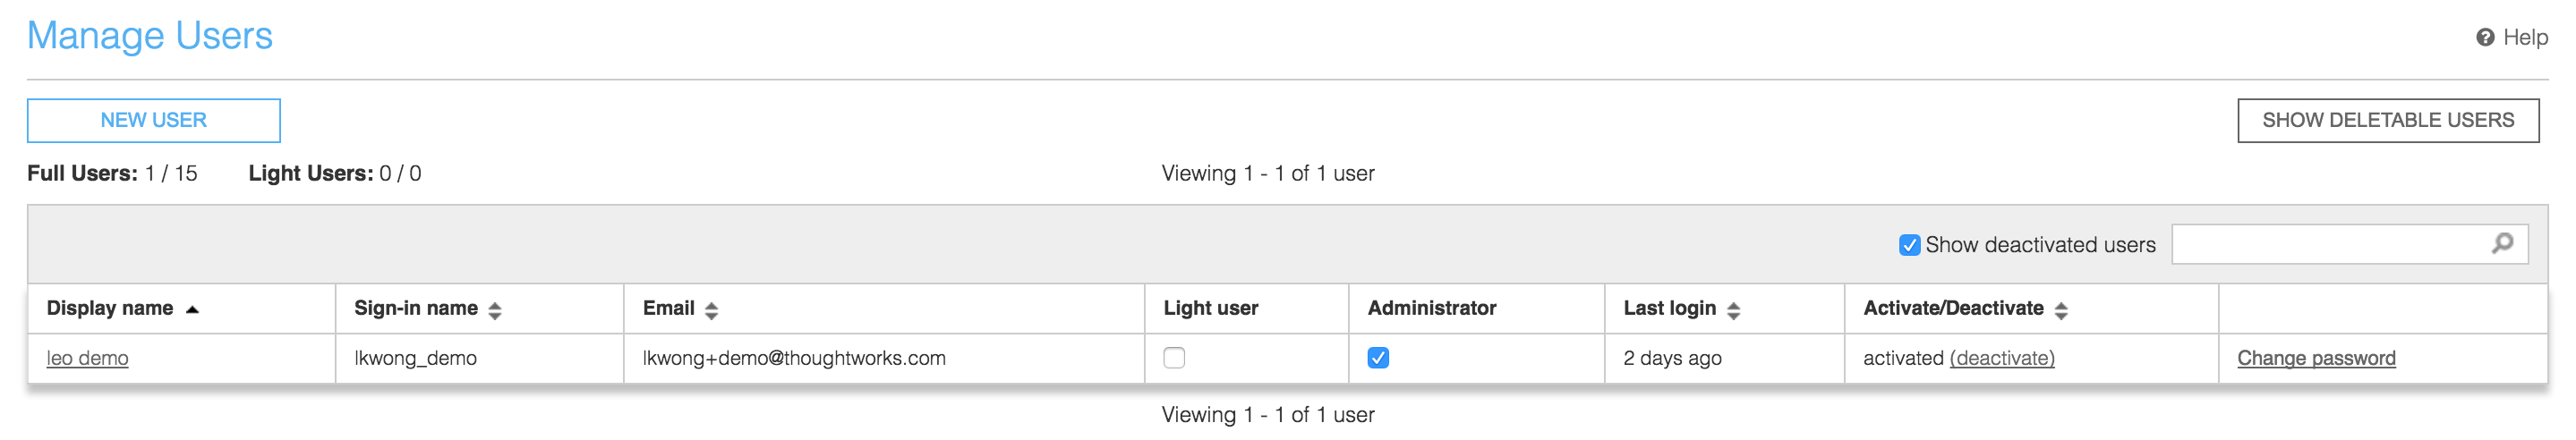 Manage Users
Help
NEW USER
SHOW DELETABLE USERS
Full Users: 1 / 15 Light Users: 0 / 0 Viewing 1 - 1 of 1 user
Show deactivated users
Display name Sign-in name Email Light user Administrator Last login Activate/Deactivate
leo demo lkwong_demo lkwong+demo@thoughtworks.com 2 days ago activated (deactivate) Change password
Viewing 1 - 1 of 1 user